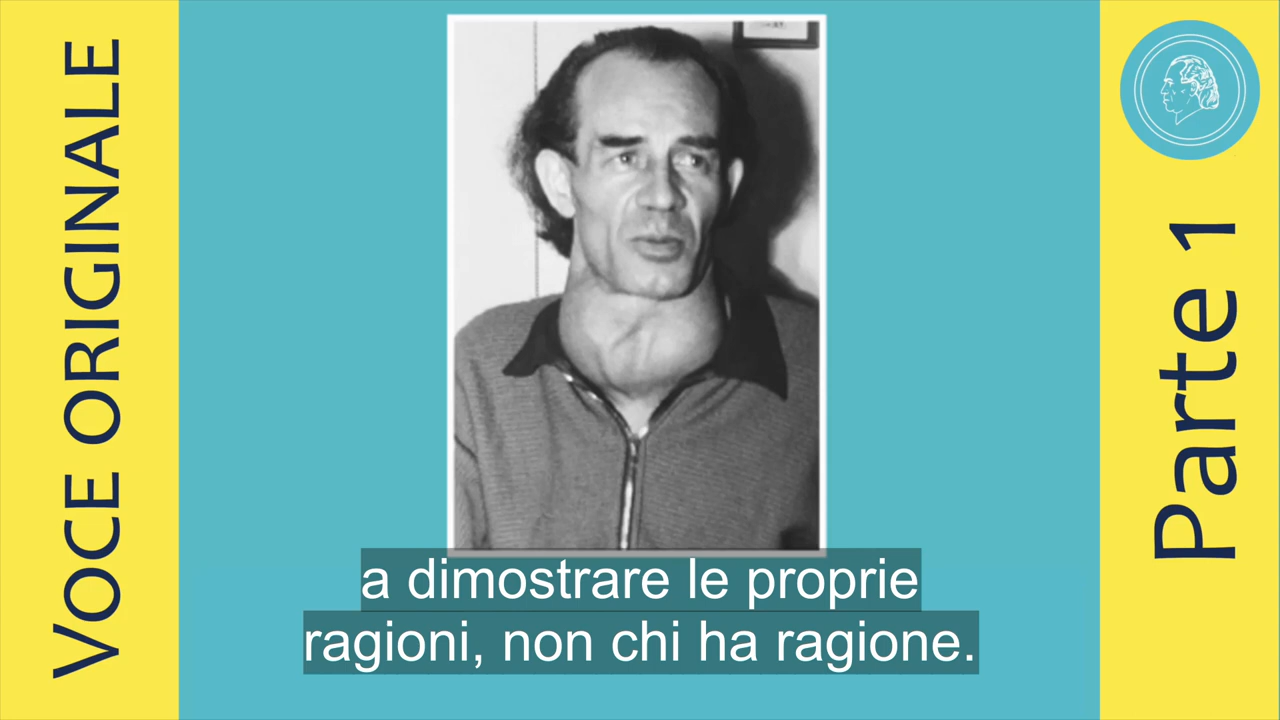 VOCE ORIGINALE
Parte 1
a dimostrare le proprie
ragioni, non chi ha ragione.